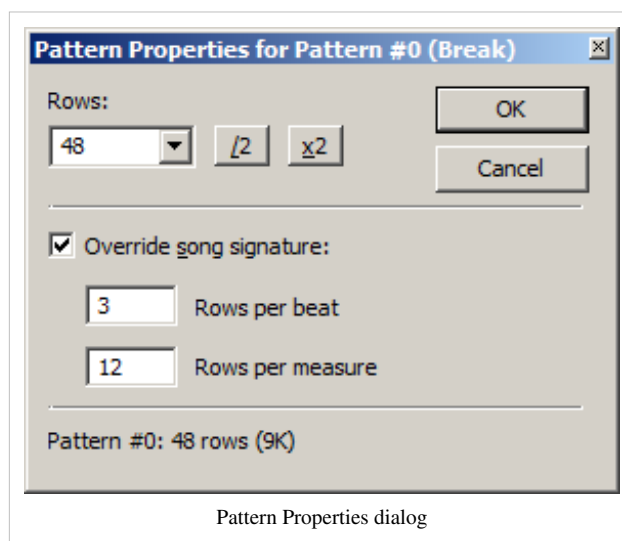 Pattern Properties for Pattern #0 (Break)
Rows:
48 /2 x2
OK
Cancel
Override song signature:
3 Rows per beat
12 Rows per measure
Pattern #0: 48 rows (9K)
Pattern Properties dialog